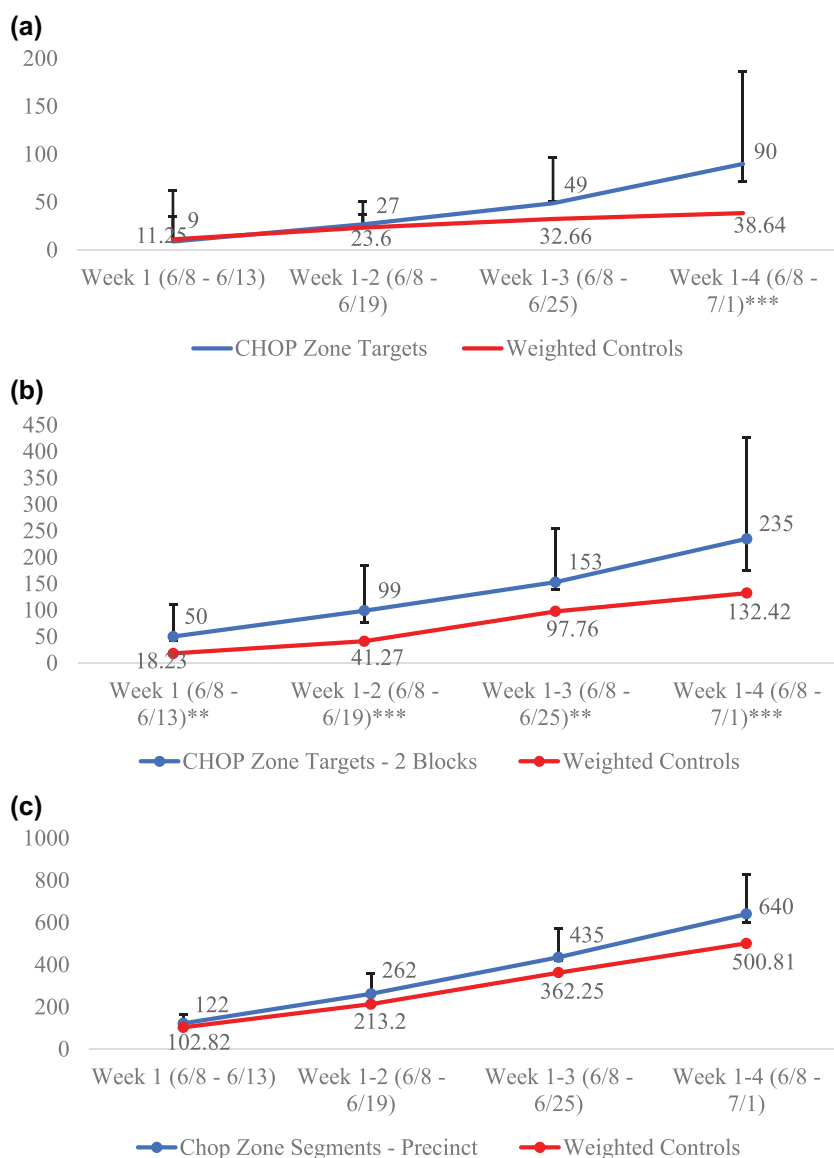 (a)
200
150
100
50
0
9
11.25
27
23.6
49
32.66
90
38.64
Week 1 (6/8 - 6/13)
Week 1-2 (6/8 -
6/19)
Week 1-3 (6/8 -
6/25)
Week 1-4 (6/8 -
7/1)***
CHOP Zone Targets
Weighted Controls
(b)
450
400
350
300
250
200
150
100
50
0
50
18.23
99
41.27
153
97.76
235
132.42
Week 1 (6/8 -
6/13)**
Week 1-2 (6/8 -
6/19)***
Week 1-3 (6/8 -
6/25)**
Week 1-4 (6/8 -
7/1)***
CHOP Zone Targets - 2 Blocks
Weighted Controls
(c)
1000
800
600
400
200
0
122
102.82
262
213.2
435
362.25
640
500.81
Week 1 (6/8 - 6/13)
Week 1-2 (6/8 -
6/19)
Week 1-3 (6/8 -
6/25)
Week 1-4 (6/8 -
7/1)
Chop Zone Segments - Precinct
Weighted Controls